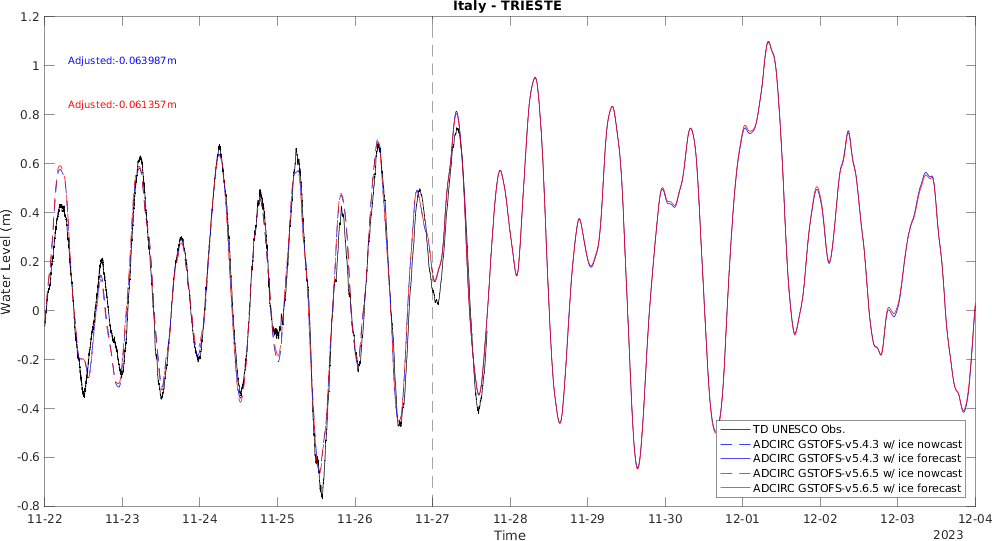 Italy - TRIESTE
Adjusted:-0.063987m
Adjusted:-0.061357m
Water Level (m)
1.2
1
0.8
0.6
0.4
0.2
0
-0.2
-0.4
-0.6
-0.8
TD UNESCO Obs.
ADCIRC GSTOFS-v5.4.3 w/ ice nowcast
ADCIRC GSTOFS-v5.4.3 w/ ice forecast
ADCIRC GSTOFS-v5.6.5 w/ ice nowcast
ADCIRC GSTOFS-v5.6.5 w/ ice forecast
11-22 11-23 11-24 11-25 11-26 11-27 11-28 11-29 11-30 12-01 12-02 12-03 12-04
Time
2023